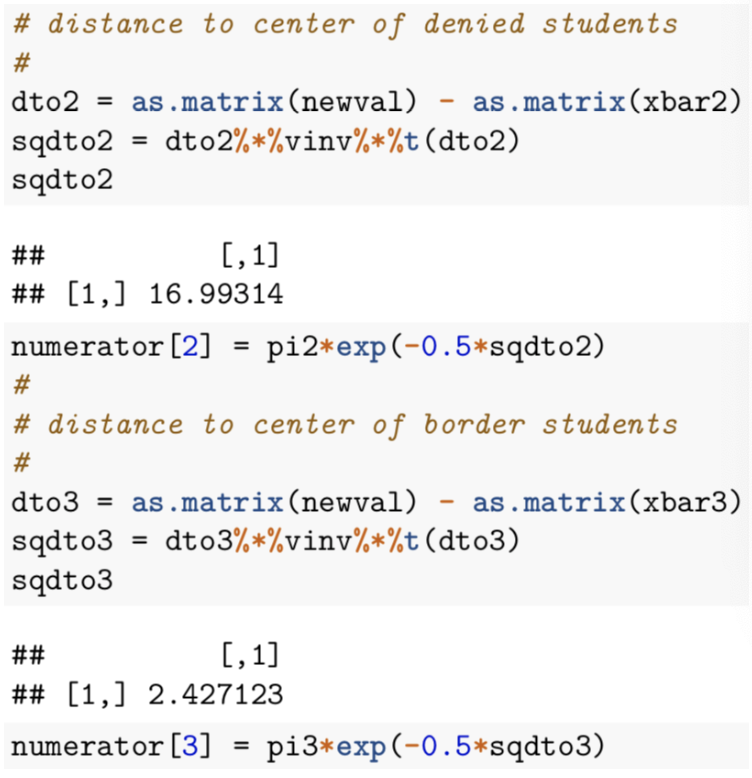 # distance to center of denied students
#
dto2 = as.matrix(newval) - as.matrix(xbar2)
sqdto2 = dto2%*%vinv%*%t(dto2)
sqdto2
##           [,1]
## [1,] 16.99314
numerator[2] = pi2*exp(-0.5*sqdto2)
#
# distance to center of border students
#
dto3 = as.matrix(newval) - as.matrix(xbar3)
sqdto3 = dto3%*%vinv%*%t(dto3)
sqdto3
##           [,1]
## [1,] 2.427123
numerator[3] = pi3*exp(-0.5*sqdto3)